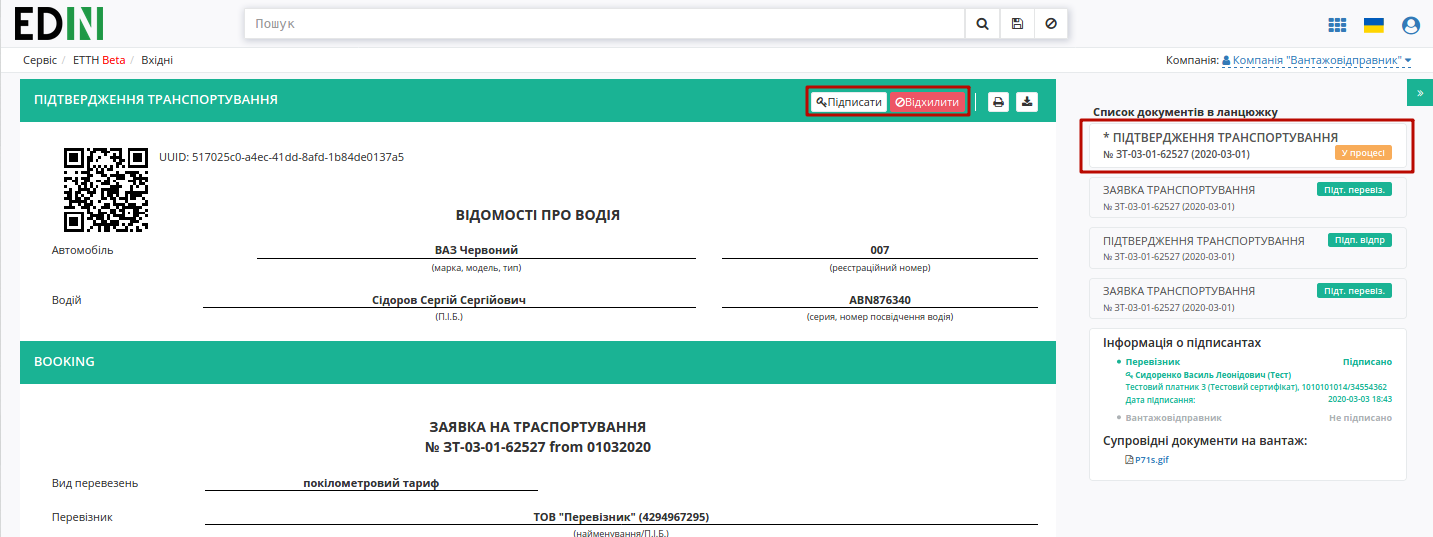 EDIN
Пошук
Сервіс / ЕТТН Beta / Вхідні
Компанія: Компанія "Вантажовідправник"
ПІДТВЕРДЖЕННЯ ТРАНСПОРТУВАННЯ
Підписати
Відхилити
»
UUID: 517025c0-a4ec-41dd-8afd-1b84de0137a5
ВІДОМОСТІ ПРО ВОДІЯ
Автомобіль ВАЗ Червоний 007
(марка, модель, тип) (реєстраційний номер)
Водій Сідоров Сергій Сергійович ABN876340
(П.І.Б.) (серия, номер посвідчення водія)
BOOKING
ЗАЯВКА НА ТРАСПОРТУВАННЯ
№ ЗТ-03-01-62527 from 01032020
Вид перевезень покілометровий тариф
Перевізник ТОВ "Перевізник" (4294967295)
(найменування/П.І.Б.)
Список документів в ланцюжку
* ПІДТВЕРДЖЕННЯ ТРАНСПОРТУВАННЯ
№ ЗТ-03-01-62527 (2020-03-01) У процесі
ЗАЯВКА ТРАНСПОРТУВАННЯ Підт. перевіз.
№ ЗТ-03-01-62527 (2020-03-01)
ПІДТВЕРДЖЕННЯ ТРАНСПОРТУВАННЯ Підп. відпр
№ ЗТ-03-01-62527 (2020-03-01)
ЗАЯВКА ТРАНСПОРТУВАННЯ Підт. перевіз.
№ ЗТ-03-01-62527 (2020-03-01)
Інформація о підписантах
Перевізник Підписано
Сидоренко Василь Леонідович (Тест)
Тестовий платник 3 (Тестовий сертифікат), 1010101014/34554362
Дата підписання: 2020-03-03 18:43
Вантажовідправник Не підписано
Супровідні документи на вантаж:
P71s.gif